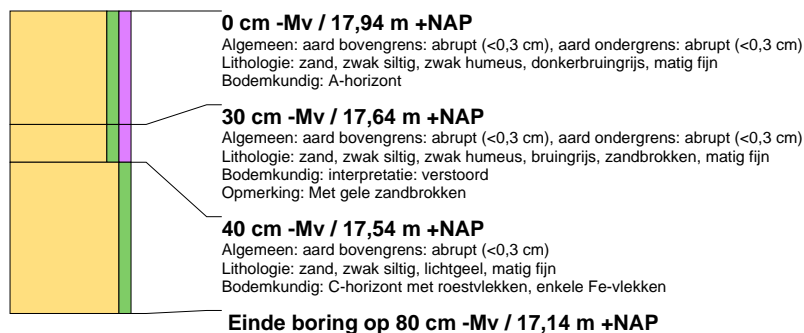 0 cm -Mv / 17,94 m +NAP
Algemeen: aard bovengrens: abrupt (<0,3 cm), aard ondergrens: abrupt (<0,3 cm)
Lithologie: zand, zwak siltig, zwak humeus, donkerbruingrijs, matig fijn
Bodemkundig: A-horizont
30 cm -Mv / 17,64 m +NAP
Algemeen: aard bovengrens: abrupt (<0,3 cm), aard ondergrens: abrupt (<0,3 cm)
Lithologie: zand, zwak siltig, zwak humeus, bruingrijs, zandbrokken, matig fijn
Bodemkundig: interpretatie: verstoord
Opmerking: Met gele zandbrokken
40 cm -Mv / 17,54 m +NAP
Algemeen: aard bovengrens: abrupt (<0,3 cm)
Lithologie: zand, zwak siltig, lichtgeel, matig fijn
Bodemkundig: C-horizont met roestvlekken, enkele Fe-vlekken
Einde boring op 80 cm -Mv / 17,14 m +NAP